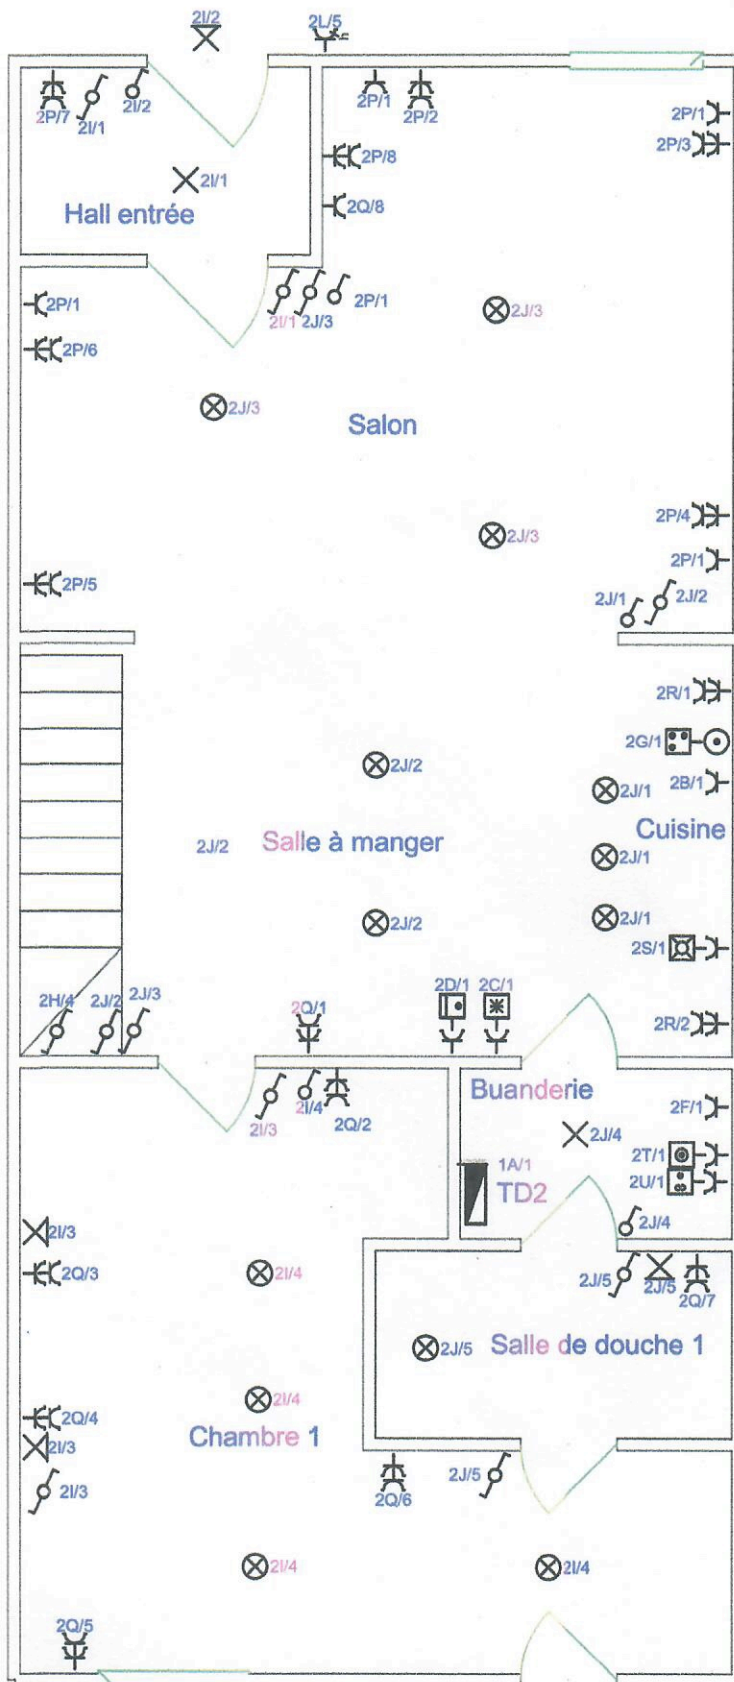 2I/2
2L/5
2P/7
2I/1
2I/2
2P/1
2P/2
2P/1
2P/3
2I/1
2P/8
2Q/8
Hall entrée
2P/1
2I/1
2J/3
2P/1
2J/3
2P/6
2J/3
Salon
2P/4
2J/3
2P/1
2P/5
2J/1
2J/2
2R/1
2G/1
2J/2
2B/1
2J/1
Cuisine
2J/2
Salle à manger
2J/1
2J/2
2J/1
2S/1
2H/4
2J/2
2J/3
2Q/1
2D/1
2C/1
2R/2
Buanderie
2I/3
2I/4
2Q/2
2F/1
2J/4
2T/1
1A/1
TD2
2U/1
2J/4
2I/3
2Q/3
2I/4
2J/5
2J/5
2Q/7
2J/5
Salle de douche 1
2I/4
2Q/4
Chambre 1
2I/3
2I/3
2Q/6
2J/5
2I/4
2I/4
2Q/5